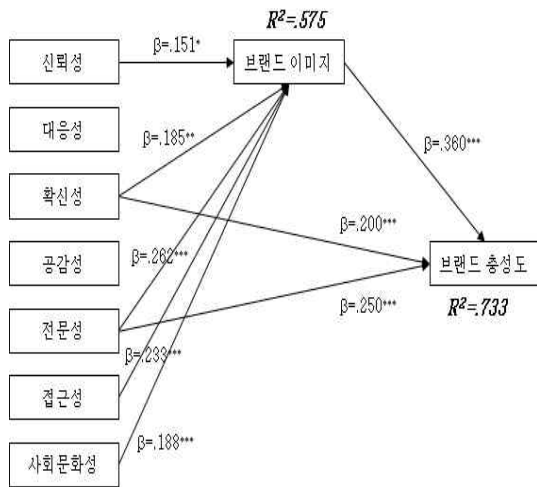 R²=.575
신뢰성
β=.151*
브랜드 이미지
대응성
β=.185**
β=.360***
확신성
β=.200***
공감성
β=.262***
브랜드 충성도
전문성
β=.250***
R²=.733
β=.233***
접근성
β=.188***
사회문화성